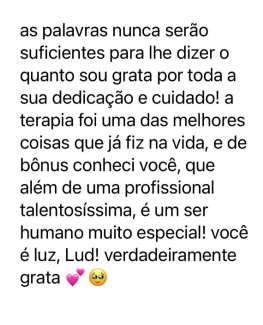 as palavras nunca serão
suficientes para lhe dizer o
quanto sou grata por toda a
sua dedicação e cuidado! a
terapia foi uma das melhores
coisas que já fiz na vida, e de
bônus conheci você, que
além de uma profissional
talentosíssima, é um ser
humano muito especial! você
é luz, Lud! verdadeiramente
grata 💕🥹